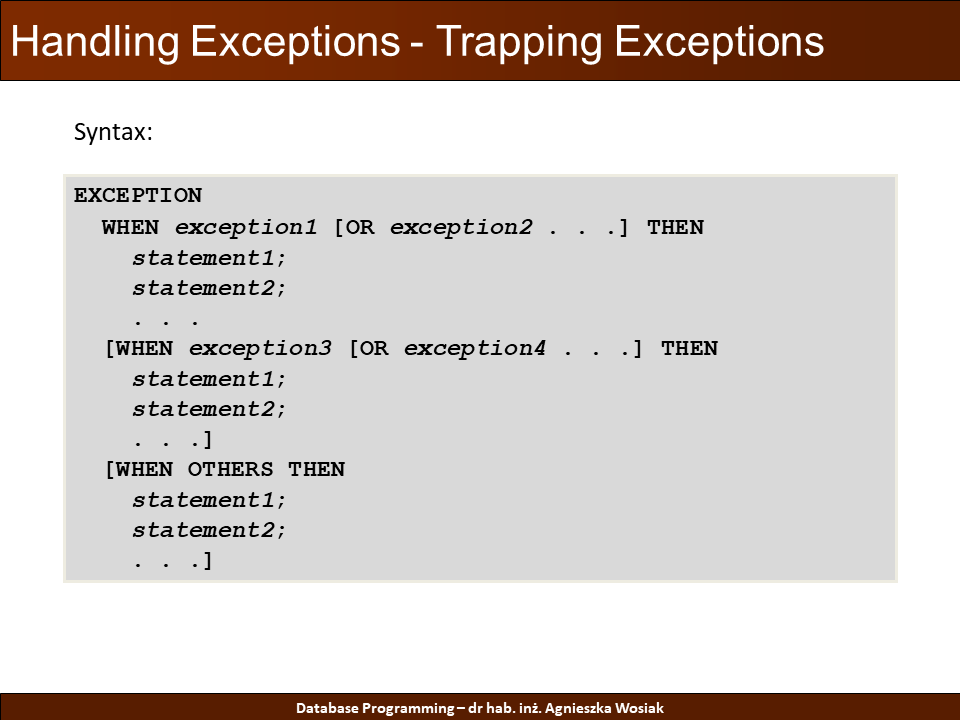 Handling Exceptions - Trapping Exceptions
Syntax:
EXCEPTION
WHEN exception1 [OR exception2 . . .] THEN
statement1;
statement2;
. . .
[WHEN exception3 [OR exception4 . . .] THEN
statement1;
statement2;
. . .]
[WHEN OTHERS THEN
statement1;
statement2;
. . .]
Database Programming – dr hab. inż. Agnieszka Wosiak